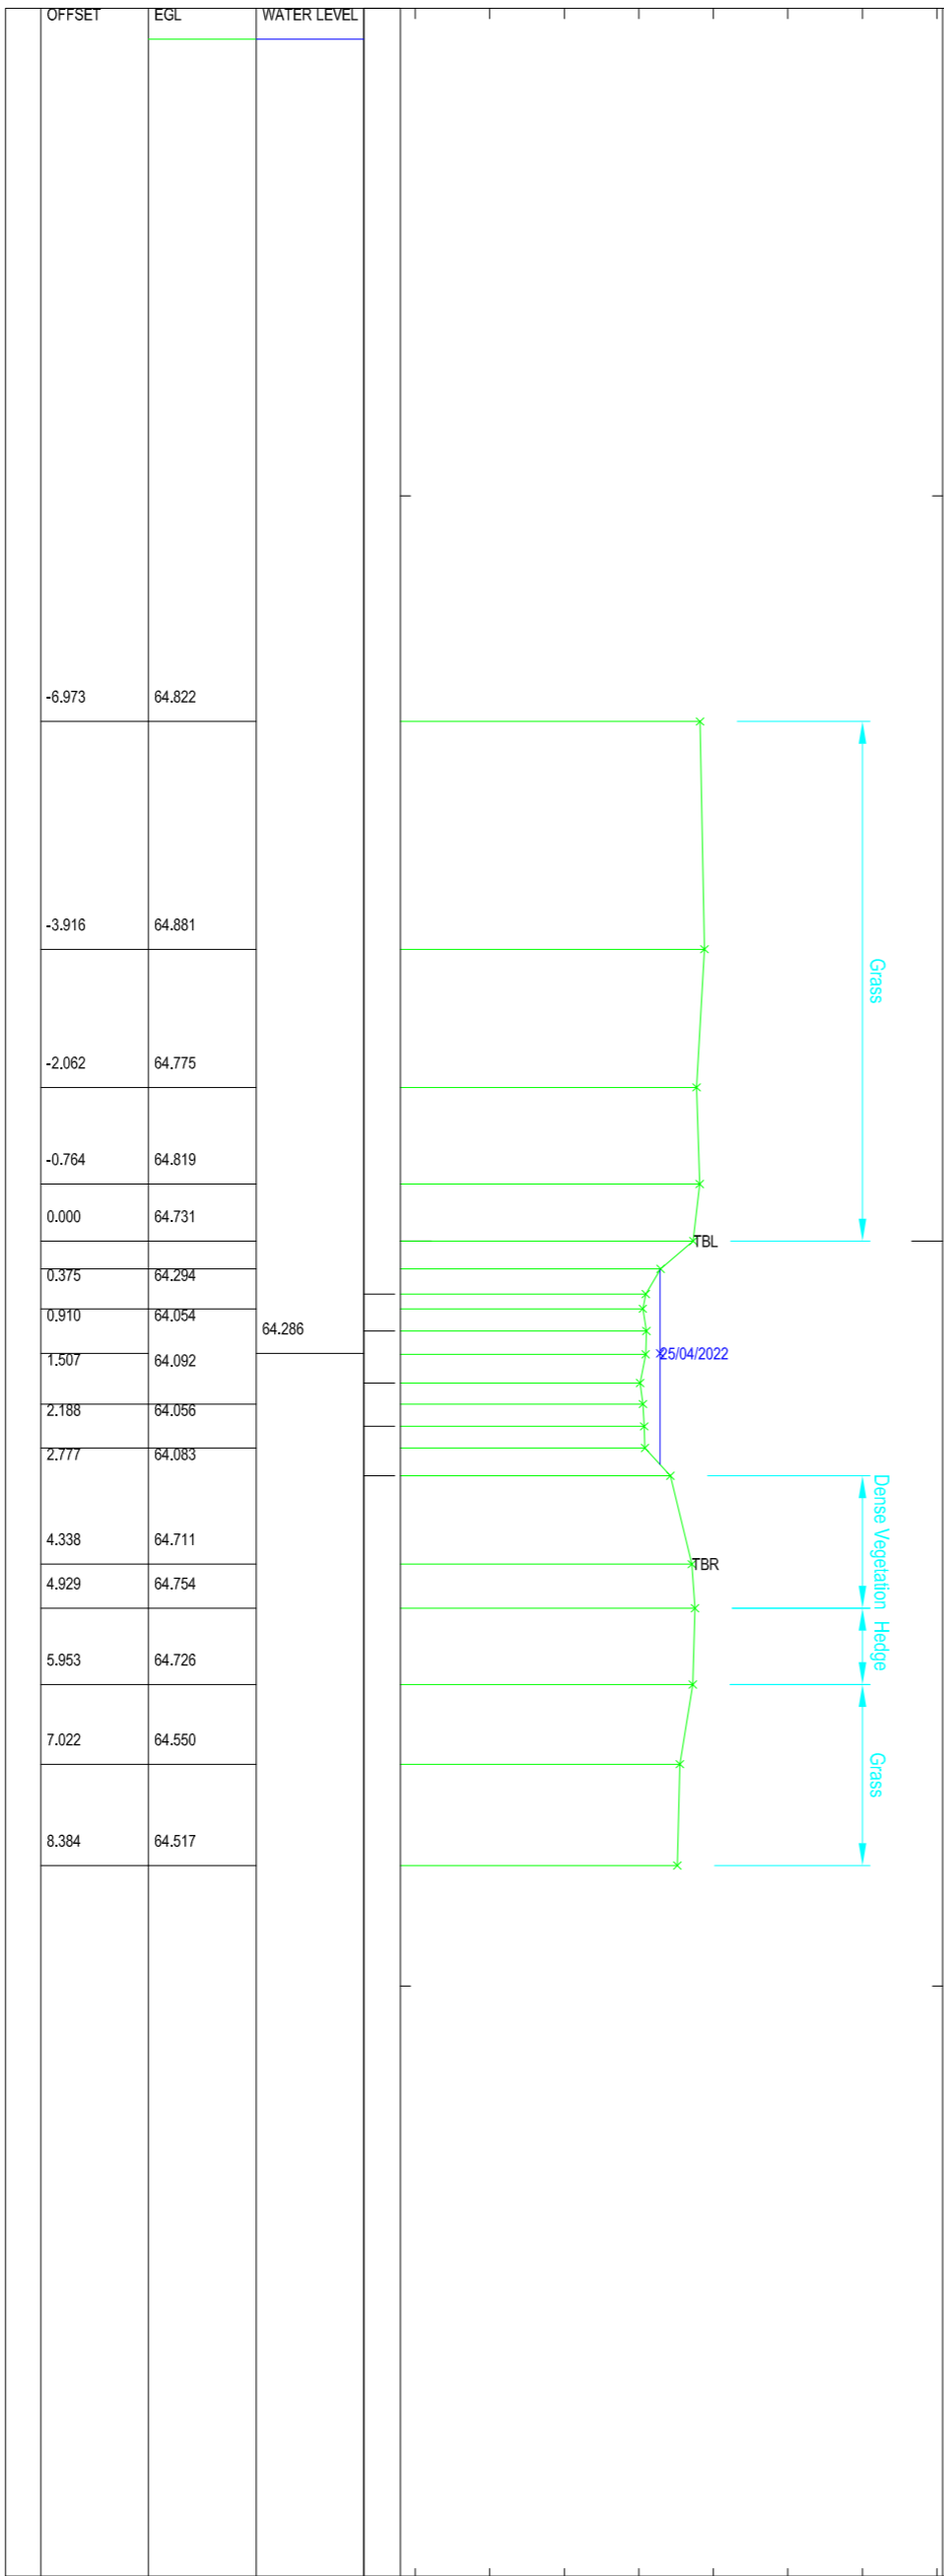 OFFSET EGL WATER LEVEL
-6.973 64.822
-3.916 64.881
Grass
-2.062 64.775
-0.764 64.819
0.000 64.731
TBL
0.375 64.294
0.910 64.054
64.286
25/04/2022
1.507 64.092
2.188 64.056
2.777 64.083
Dense Vegetation
4.338 64.711
TBR
4.929 64.754
Hedge
5.953 64.726
7.022 64.550
Grass
8.384 64.517